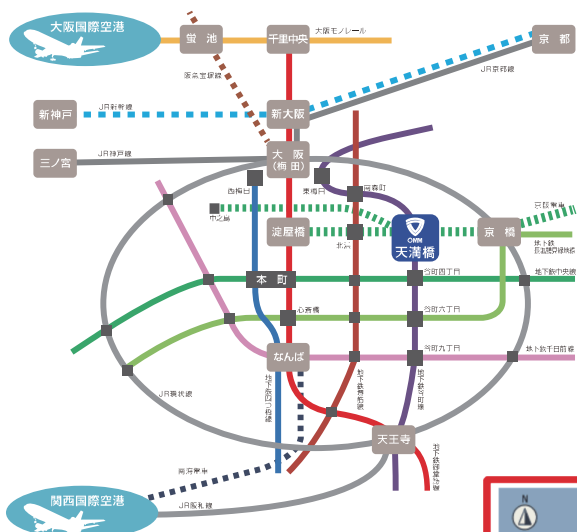 大阪国際空港
蛍 池
千里中央
大阪モノレール
京 都
阪急宝塚線
JR京都線
新神戸
JR新幹線
新大阪
三ノ宮
JR神戸線
大 阪
(梅 田)
西梅田
東梅田
南森町
中之島
京阪電車
淀屋橋
北浜
OMM
天満橋
京 橋
地下鉄
長堀鶴見緑地線
本 町
谷町四丁目
地下鉄中央線
心斎橋
谷町六丁目
なんば
谷町九丁目
地下鉄千日前線
JR環状線
地下鉄四つ橋線
地下鉄堺筋線
地下鉄谷町線
天王寺
地下鉄御堂筋線
南海電車
関西国際空港
JR阪和線
N